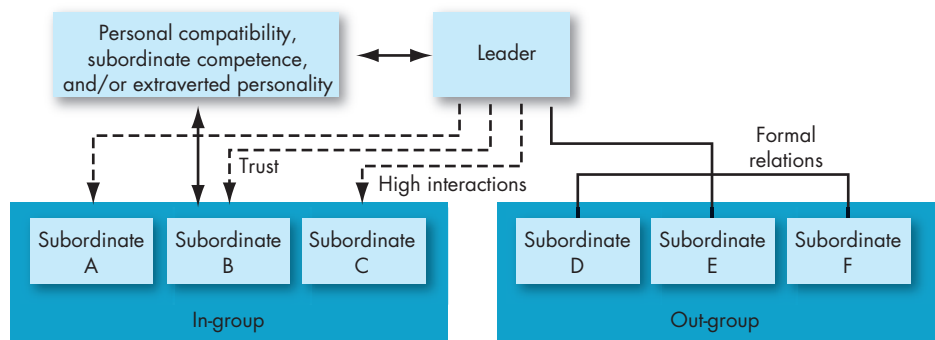 Personal compatibility,
subordinate competence,
and/or extraverted personality
Leader
Trust
High interactions
Formal
relations
Subordinate
A
Subordinate
B
Subordinate
C
In-group
Subordinate
D
Subordinate
E
Subordinate
F
Out-group